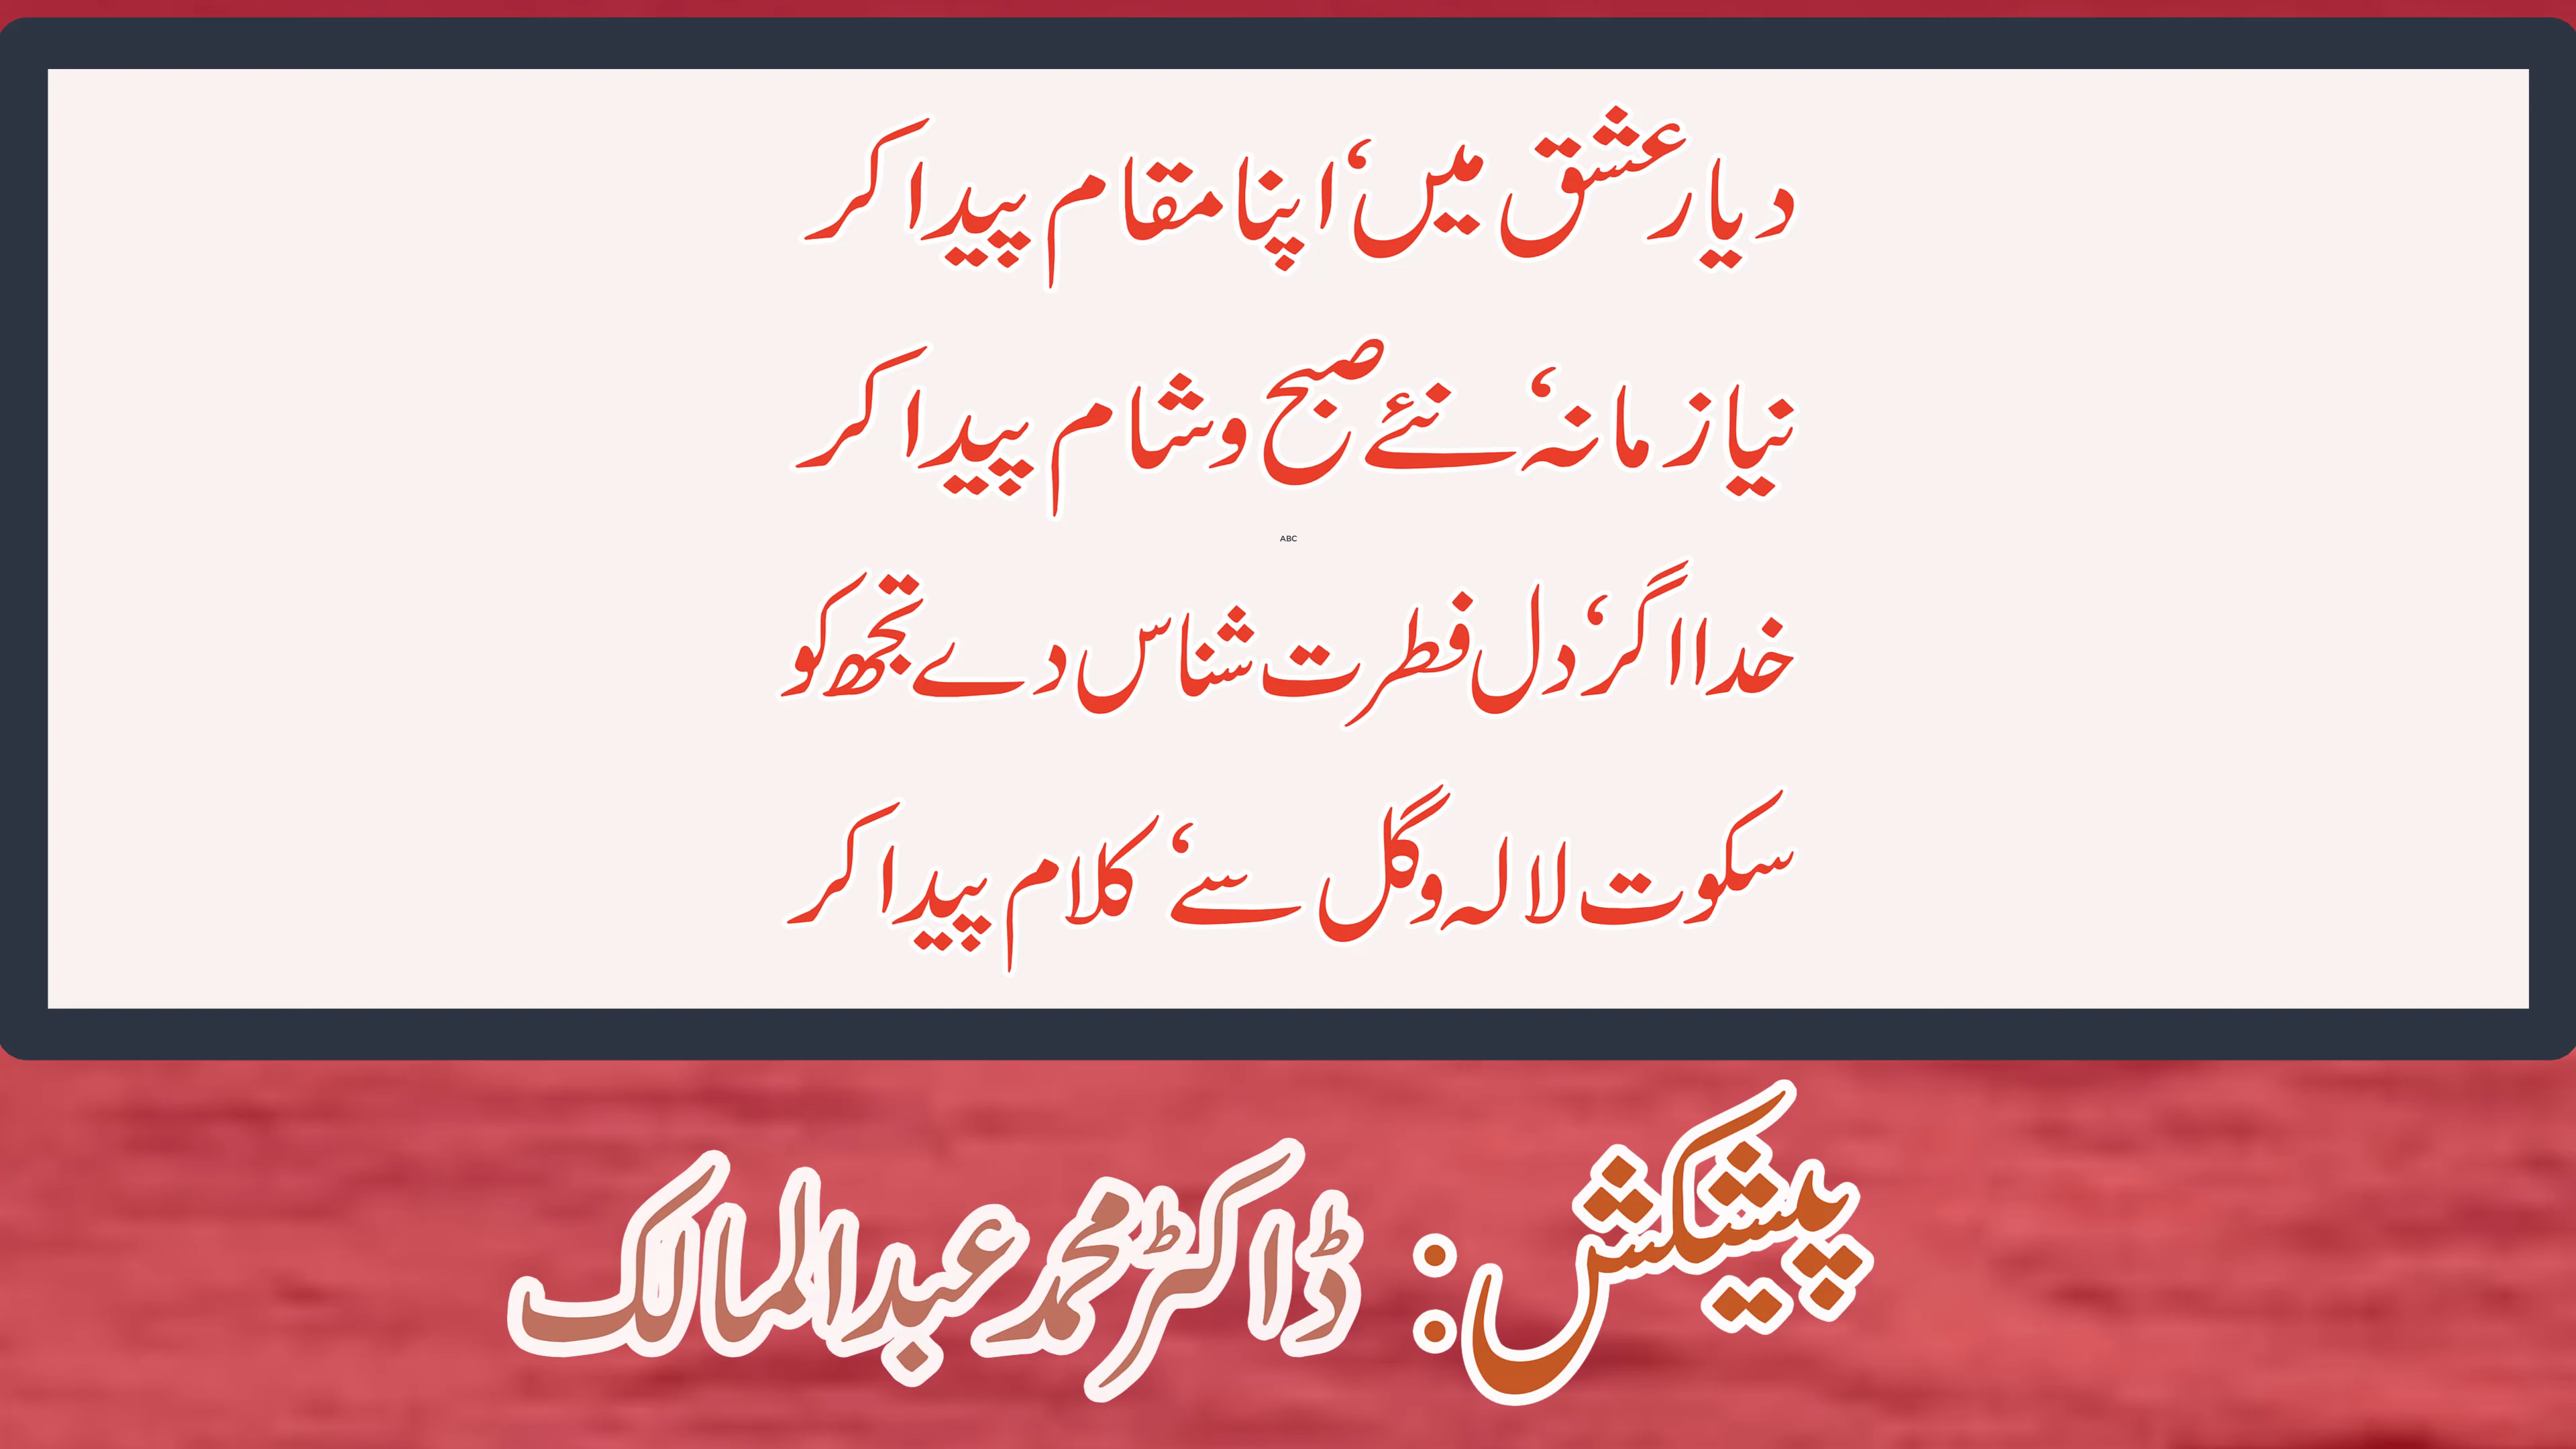 دیار عشق میں‘ اپنا مقام پیدا کر
نیا زمانہ‘ نئے صبح و شام پیدا کر
ABC
خدا اگر‘ دل فطرت شناس دے تجھ کو
سکوت لالہ و گل سے‘ کلام پیدا کر
پیشکش: ڈاکٹر محمد عبدالمالک